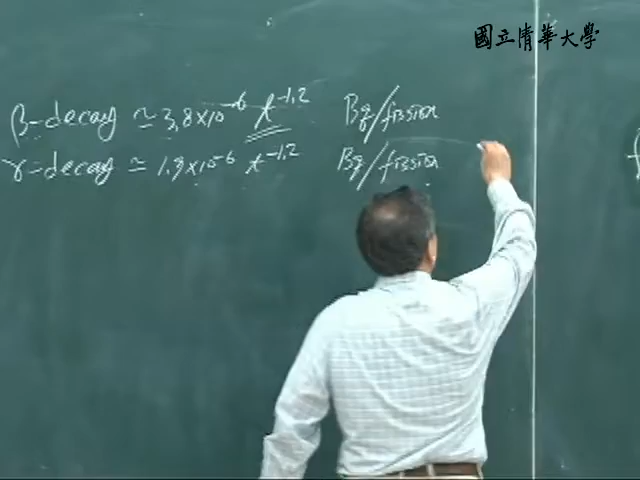 國立清華大學
β-decay ≃ 3.8×10⁻⁶ t⁻¹·² Bq/fission
γ-decay ≃ 1.9×10⁻⁶ t⁻¹·² Bq/fission